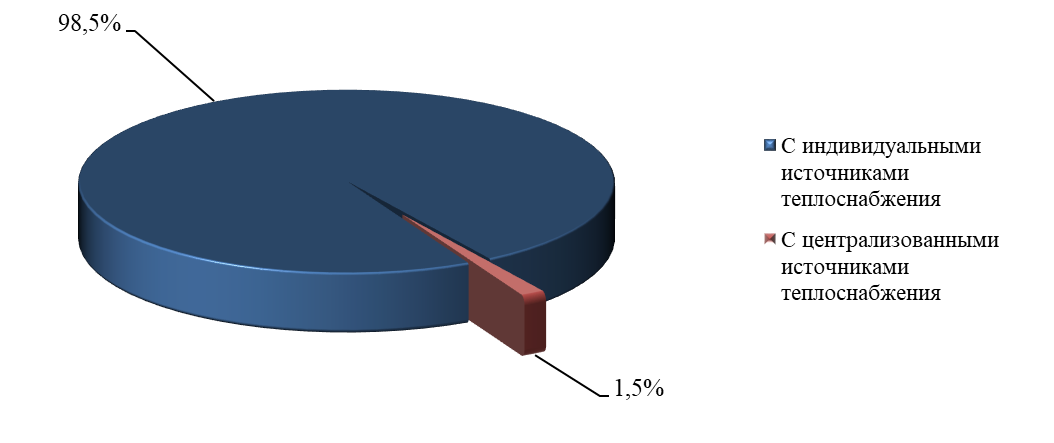 98,5%
С индивидуальными
источниками
теплоснабжения
С централизованными
источниками
теплоснабжения
1,5%